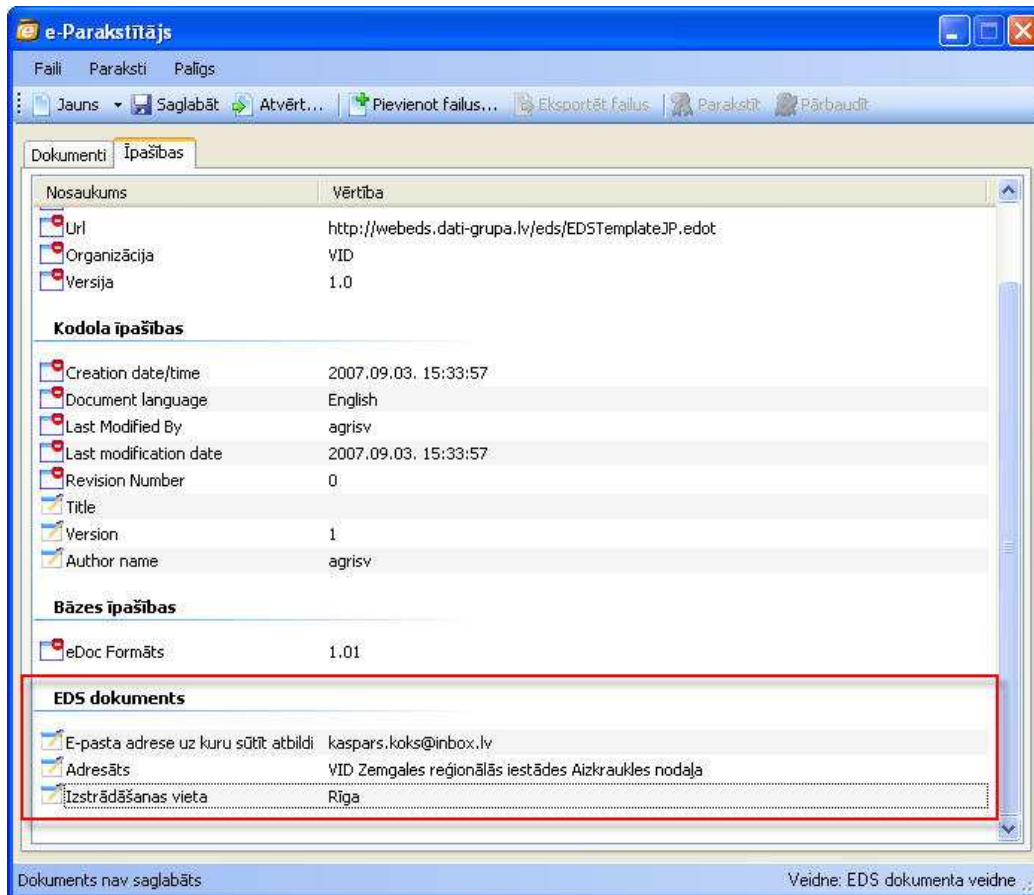 e-Parakstītājs
Faili Paraksti Palīgs
Jauns Saglabāt Atvērt... Pievienot failus... Eksportēt failus Parakstīt Pārbaudīt
Dokumenti Īpašības
Nosaukums Vērtība
Url http://webeds.dati-grupa.lv/eds/EDSTemplateJP.edot
Organizācija VID
Versija 1.0
Kodola īpašības
Creation date/time 2007.09.03. 15:33:57
Document language English
Last Modified By agrisv
Last modification date 2007.09.03. 15:33:57
Revision Number 0
Title
Version 1
Author name agrisv
Bāzes īpašības
eDoc Formāts 1.01
EDS dokuments
E-pasta adrese uz kuru sūtīt atbildi kaspars.koks@inbox.lv
Adresāts VID Zemgales reģionālās iestādes Aizkraukles nodaļa
Izstrādāšanas vieta Rīga
Dokuments nav saglabāts Veidne: EDS dokumenta veidne